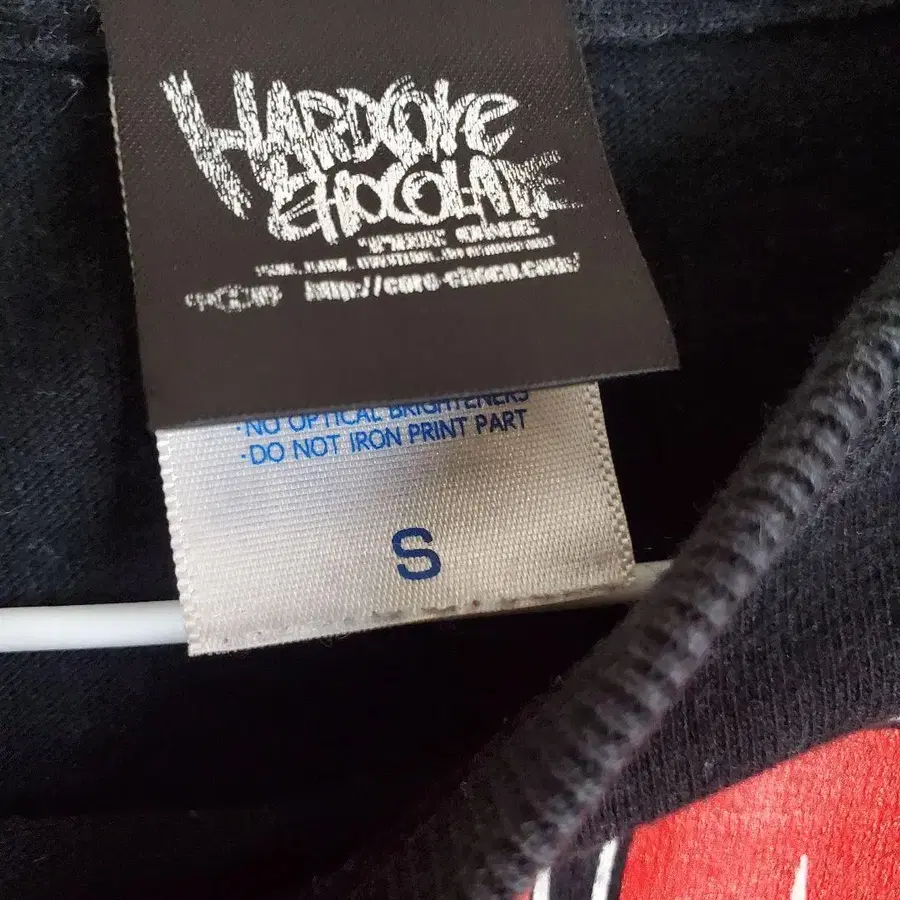 HARDCORE
CHOCOLATE
http://core-choco.com/
·NO OPTICAL BRIGHTENERS
·DO NOT IRON PRINT PART
S